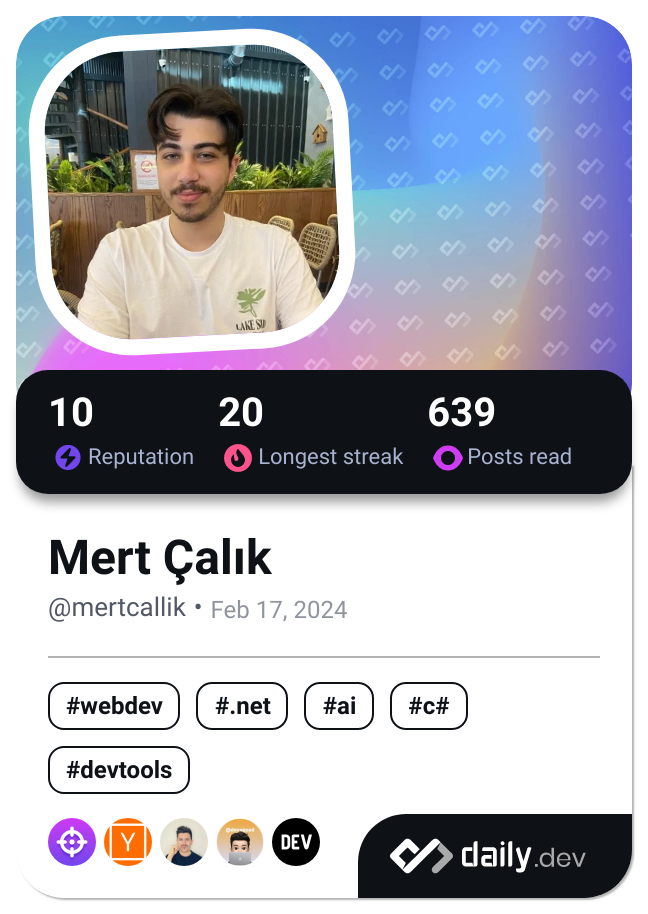 LAKE
10 20 639
Reputation Longest streak Posts read
Mert Çalık
@mertcallik • Feb 17, 2024
#webdev #.net #ai #c#
#devtools
Y DEV
daily.dev